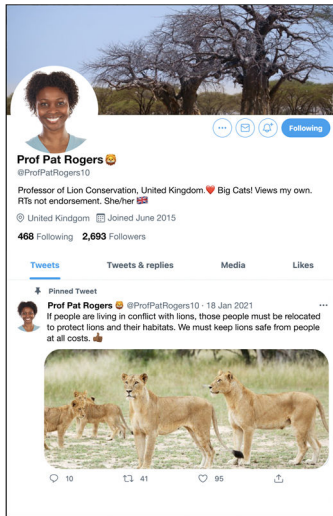 Following
Prof Pat Rogers🦁
@ProfPatRogers10
Professor of Lion Conservation, United Kingdom.❤️ Big Cats! Views my own.
RTs not endorsement. She/her 🇬🇧
United Kindgom Joined June 2015
468 Following 2,693 Followers
Tweets Tweets & replies Media Likes
Pinned Tweet
Prof Pat Rogers 🦁 @ProfPatRogers10 · 18 Jan 2021
If people are living in conflict with lions, those people must be relocated
to protect lions and their habitats. We must keep lions safe from people
at all costs. 👍🏾
10 41 95